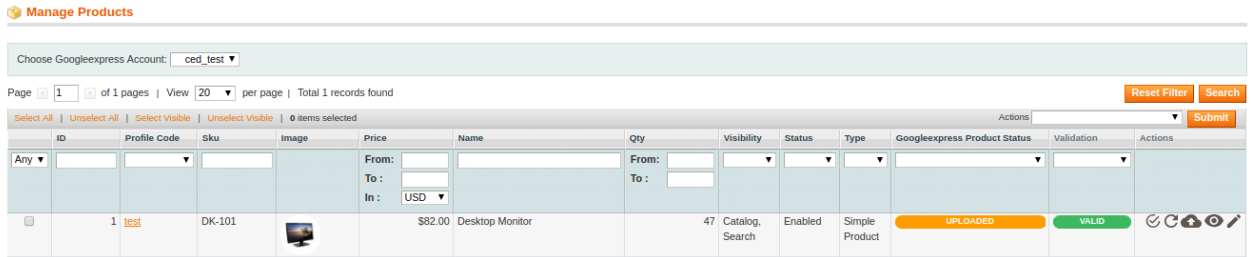 Manage Products
Choose Googleexpress Account: ced_test ▼
Page 1 of 1 pages | View 20 ▼ per page | Total 1 records found Reset Filter Search
Select All | Unselect All | Select Visible | Unselect Visible | 0 items selected Actions ▼ Submit
ID Profile Code Sku Image Price Name Qty Visibility Status Type Googleexpress Product Status Validation Actions
Any ▼ ▼ From: From: ▼ ▼ ▼ ▼ ▼
To : To :
In : USD ▼
1 test DK-101 $82.00 Desktop Monitor 47 Catalog, Enabled Simple UPLOADED VALID
Search Product